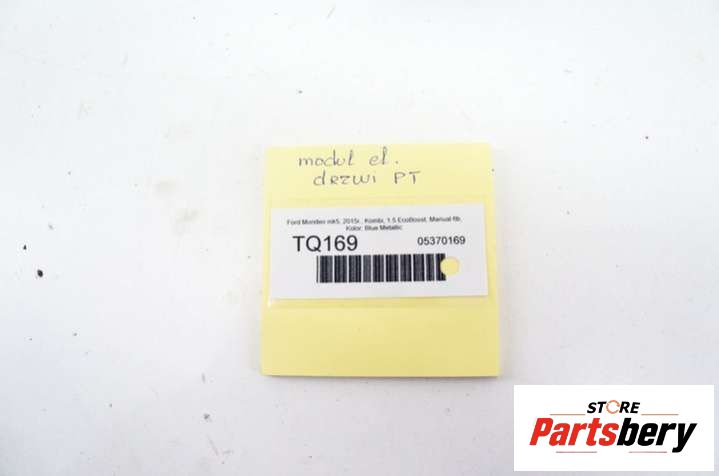 moduł el.
drzwi PT
Ford Mondeo mk5, 2015r., Kombi, 1.5 EcoBoost, Manual 6b,
Kolor: Blue Metallic
TQ169 05370169
STORE
Partsbery